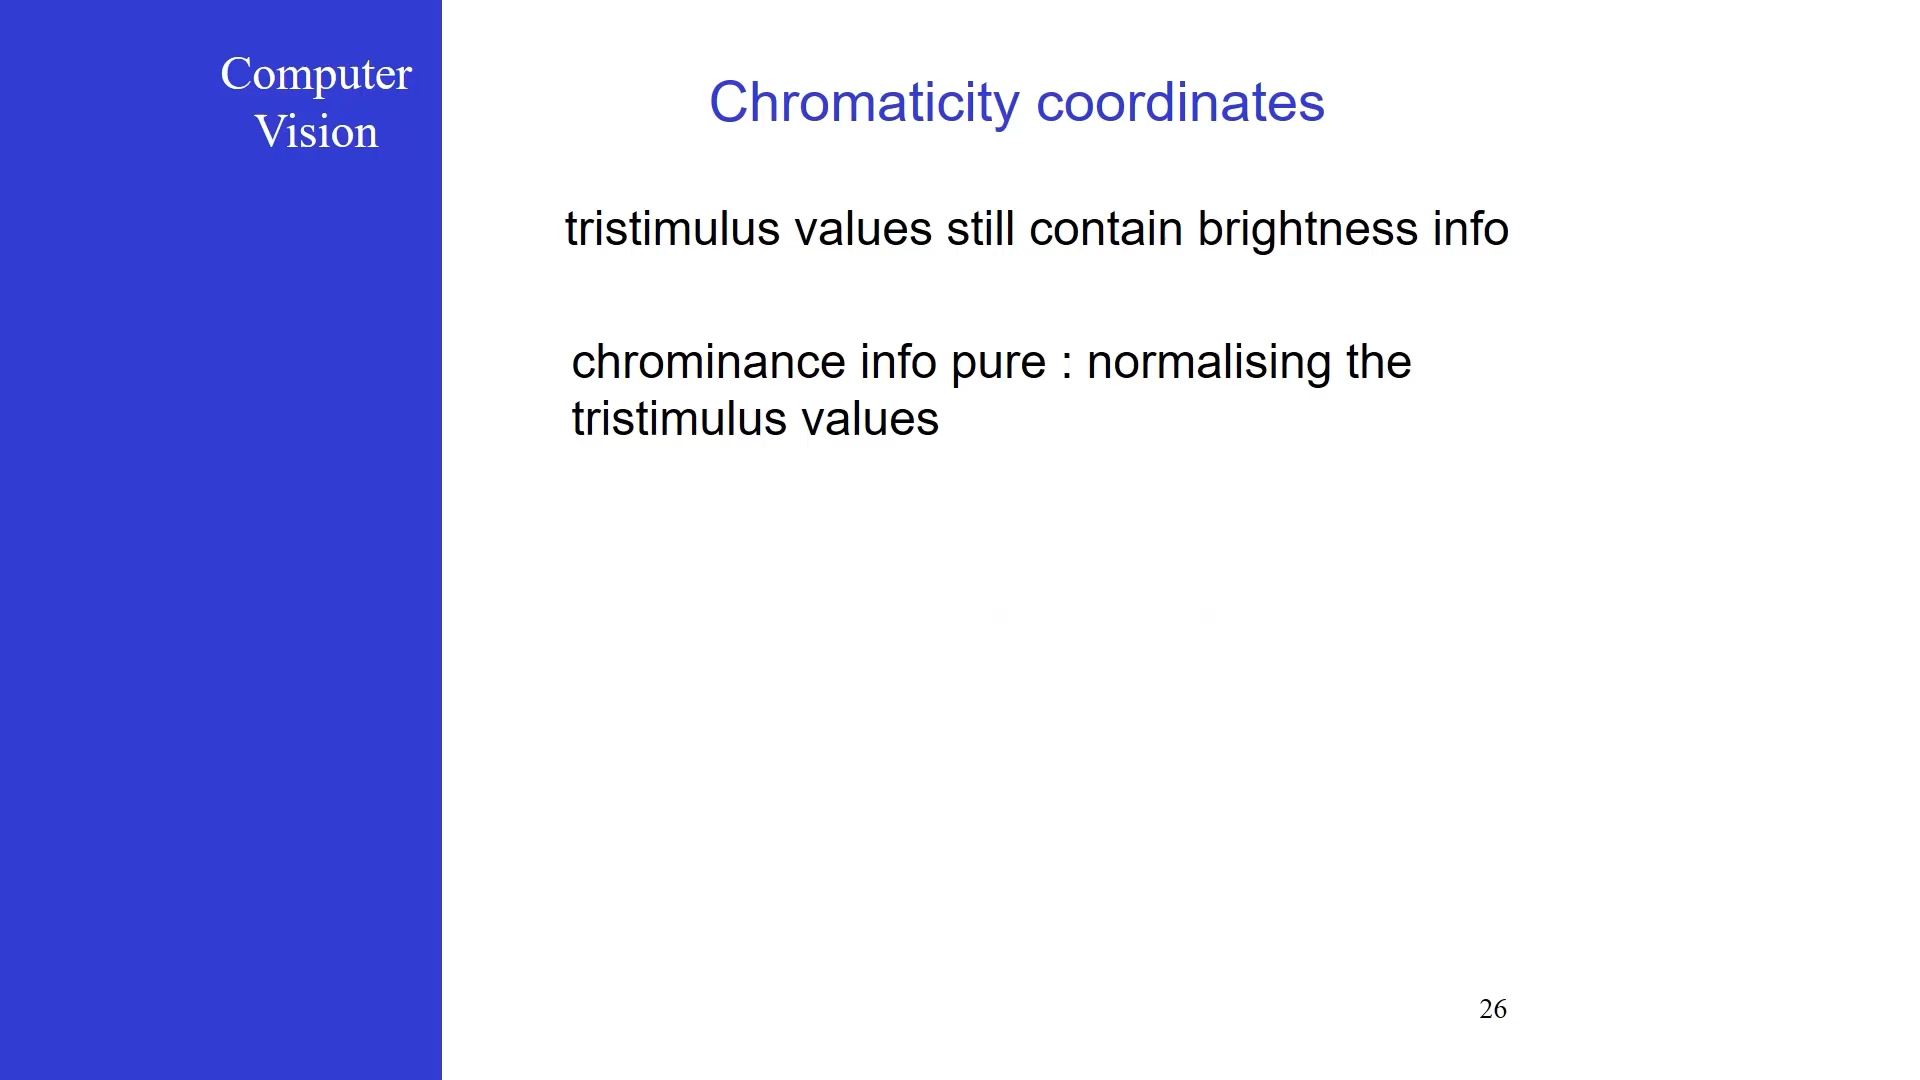 Computer
Vision
Chromaticity coordinates
tristimulus values still contain brightness info
chrominance info pure : normalising the
tristimulus values
26